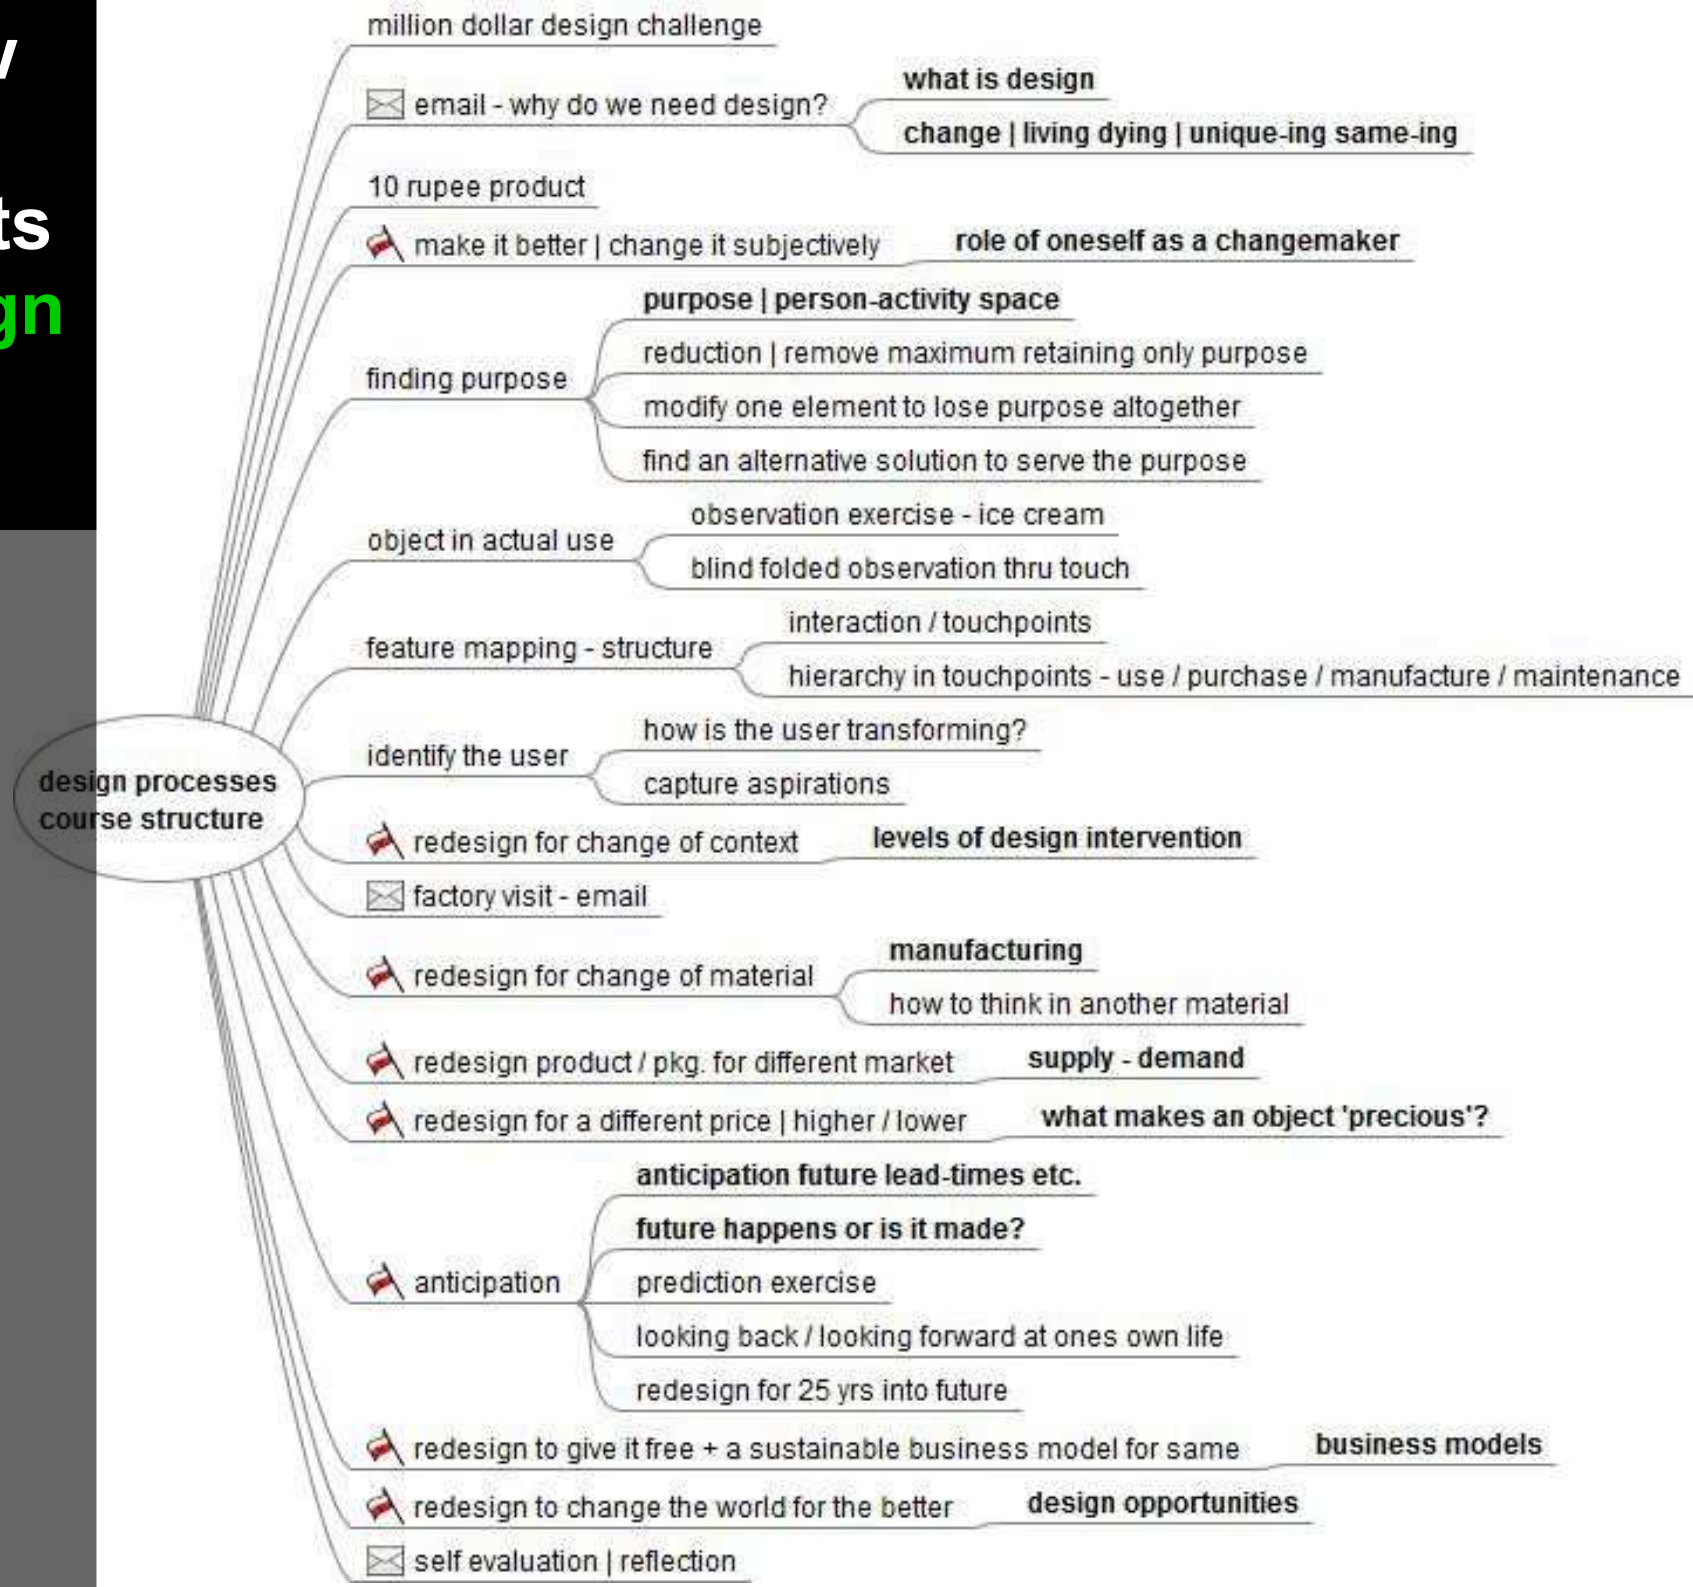 million dollar design challenge
email - why do we need design?
what is design
change | living dying | unique-ing same-ing
10 rupee product
make it better | change it subjectively
role of oneself as a changemaker
finding purpose
purpose | person-activity space
reduction | remove maximum retaining only purpose
modify one element to lose purpose altogether
find an alternative solution to serve the purpose
object in actual use
observation exercise - ice cream
blind folded observation thru touch
feature mapping - structure
interaction / touchpoints
hierarchy in touchpoints - use / purchase / manufacture / maintenance
identify the user
how is the user transforming?
capture aspirations
design processes
course structure
redesign for change of context
levels of design intervention
factory visit - email
redesign for change of material
manufacturing
how to think in another material
redesign product / pkg. for different market
supply - demand
redesign for a different price | higher / lower
what makes an object 'precious'?
anticipation
anticipation future lead-times etc.
future happens or is it made?
prediction exercise
looking back / looking forward at ones own life
redesign for 25 yrs into future
redesign to give it free + a sustainable business model for same
business models
redesign to change the world for the better
design opportunities
self evaluation | reflection